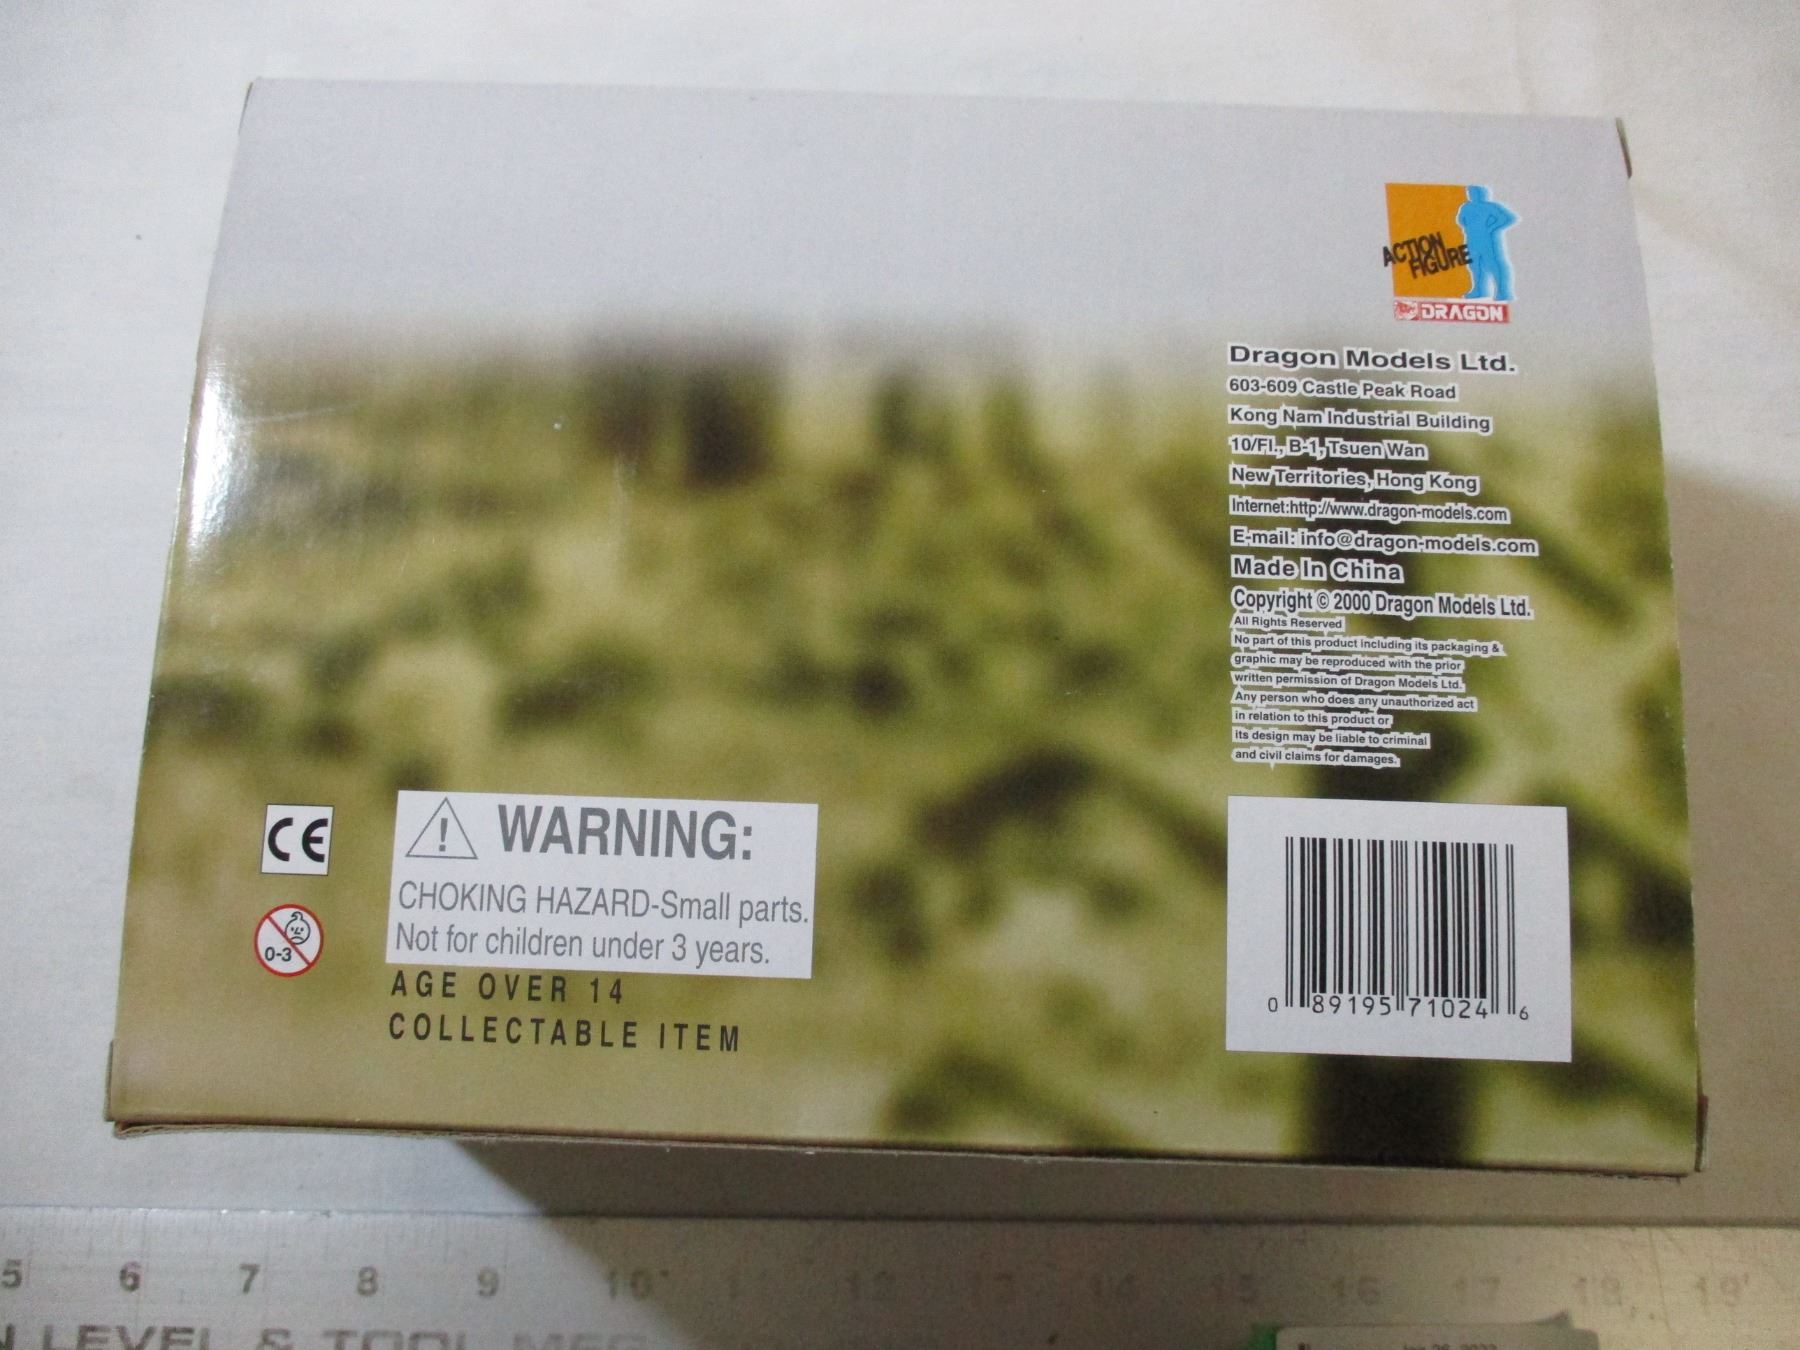 ACTION
FIGURE
DRAGON
Dragon Models Ltd.
603-609 Castle Peak Road
Kong Nam Industrial Building
10/Fl., B-1, Tsuen Wan
New Territories, Hong Kong
Internet:http://www.dragon-models.com
E-mail: info@dragon-models.com
Made In China
Copyright © 2000 Dragon Models Ltd.
All Rights Reserved
No part of this product including its packaging &
graphic may be reproduced with the prior
written permission of Dragon Models Ltd.
Any person who does any unauthorized act
in relation to this product or
its design may be liable to criminal
and civil claims for damages.
CE
0-3
! WARNING:
CHOKING HAZARD-Small parts.
Not for children under 3 years.
AGE OVER 14
COLLECTABLE ITEM
0 89195 71024 6
5 6 7 8 9 10 11 12 13 14 15 16 17 18 19
LEVEL & TOOL